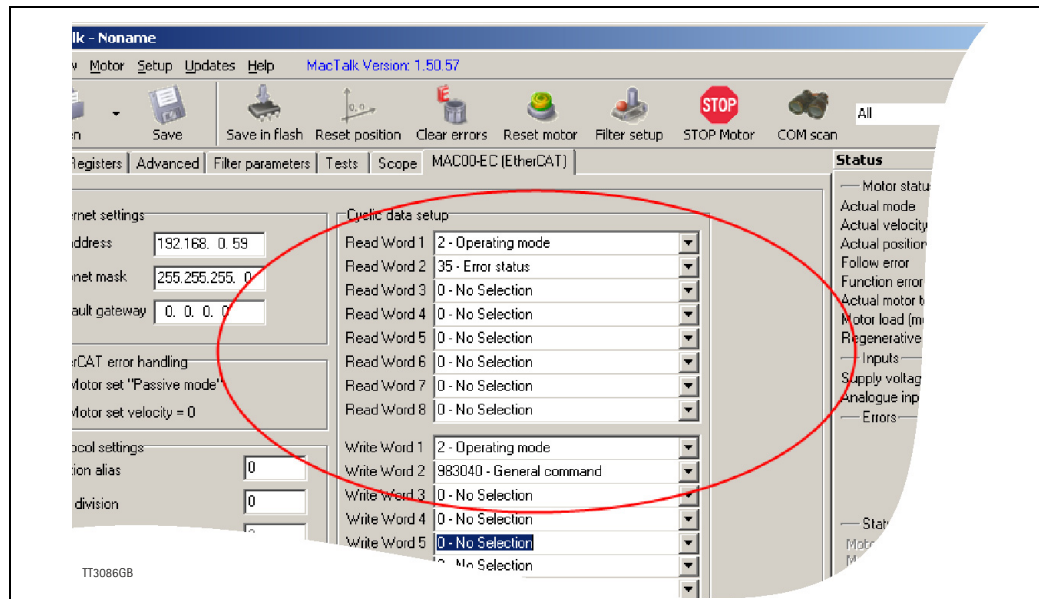 lk - Noname
Motor Setup Updates Help MacTalk Version: 1.50.57
Save Save in flash Reset position Clear errors Reset motor Filter setup STOP Motor COM scan
STOP
All
Registers Advanced Filter parameters Tests Scope MAC00-EC (EtherCAT)
Status
Motor statu
Actual mode
Actual velocity
Actual position
Follow error
Function error
Actual motor t
Motor load (m
Regenerative
Inputs
Supply voltag
Analogue inp
Errors
Stat
rnet settings
address 192.168. 0. 59
net mask 255.255.255. 0
ault gateway 0. 0. 0. 0
rCAT error handling
Motor set "Passive mode"
Motor set velocity = 0
ocol settings
tion alias 0
division 0
Cyclic data setup
Read Word 1 2 - Operating mode
Read Word 2 35 - Error status
Read Word 3 0 - No Selection
Read Word 4 0 - No Selection
Read Word 5 0 - No Selection
Read Word 6 0 - No Selection
Read Word 7 0 - No Selection
Read Word 8 0 - No Selection
Write Word 1 2 - Operating mode
Write Word 2 983040 - General command
Write Word 3 0 - No Selection
Write Word 4 0 - No Selection
Write Word 5 0 - No Selection
No Selection
TT3086GB